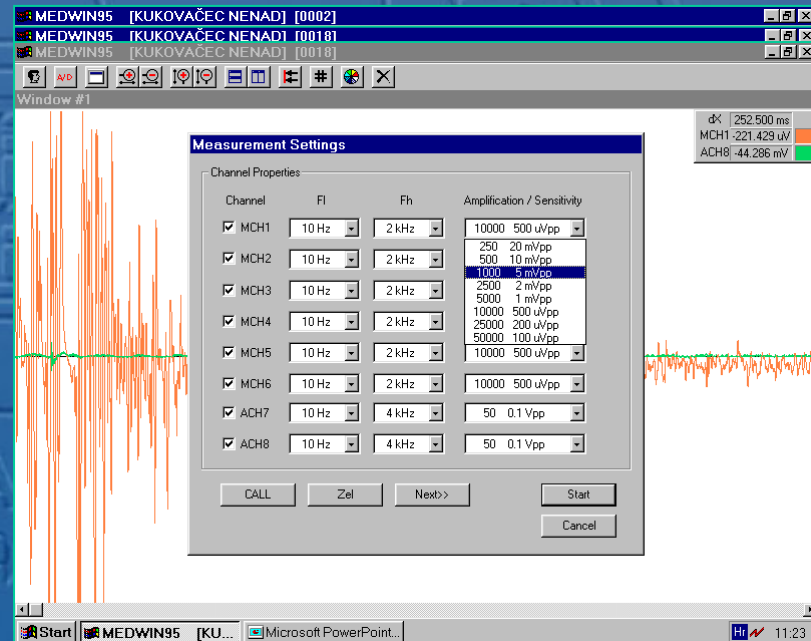 MEDWIN95 [KUKOVAČEC NENAD] [0002]
MEDWIN95 [KUKOVAČEC NENAD] [0018]
MEDWIN95 [KUKOVAČEC NENAD] [0018]
A/D
Window #1
dX 252.500 ms
MCH1 -221.429 uV
ACH8 -44.286 mV
Measurement Settings
Channel Properties
Channel Fl Fh Amplification / Sensitivity
MCH1 10 Hz 2 kHz 10000 500 uVpp
250 20 mVpp
MCH2 10 Hz 2 kHz
500 10 mVpp
1000 5 mVpp
MCH3 10 Hz 2 kHz
2500 2 mVpp
5000 1 mVpp
MCH4 10 Hz 2 kHz
10000 500 uVpp
25000 200 uVpp
50000 100 uVpp
MCH5 10 Hz 2 kHz 10000 500 uVpp
MCH6 10 Hz 2 kHz 10000 500 uVpp
ACH7 10 Hz 4 kHz 50 0.1 Vpp
ACH8 10 Hz 4 kHz 50 0.1 Vpp
CALL Zel Next>> Start
Cancel
Start MEDWIN95 [KU... Microsoft PowerPoint... Hr 11:23